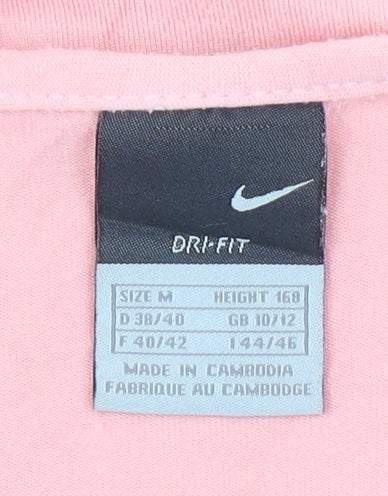 DRI-FIT
SIZE M HEIGHT 168
D 38/40 GB 10/12
F 40/42 I 44/46
MADE IN CAMBODIA
FABRIQUE AU CAMBODGE